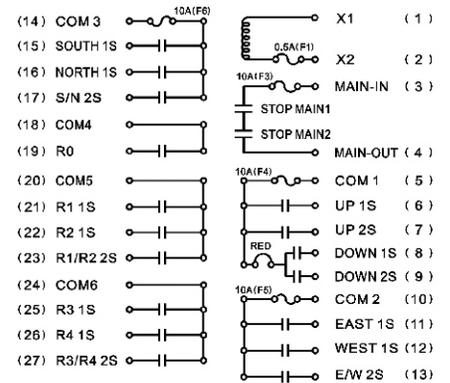 (14) COM 3 10A(F6)
(15) SOUTH 1S
(16) NORTH 1S
(17) S/N 2S
(18) COM4
(19) R0
(20) COM5
(21) R1 1S
(22) R2 1S
(23) R1/R2 2S
(24) COM6
(25) R3 1S
(26) R4 1S
(27) R3/R4 2S
X1 (1)
0.5A(F1)
X2 (2)
10A(F3) MAIN-IN (3)
STOP MAIN1
STOP MAIN2
MAIN-OUT (4)
10A(F4) COM 1 (5)
UP 1S (6)
UP 2S (7)
RED DOWN 1S (8)
DOWN 2S (9)
10A(F5) COM 2 (10)
EAST 1S (11)
WEST 1S (12)
E/W 2S (13)